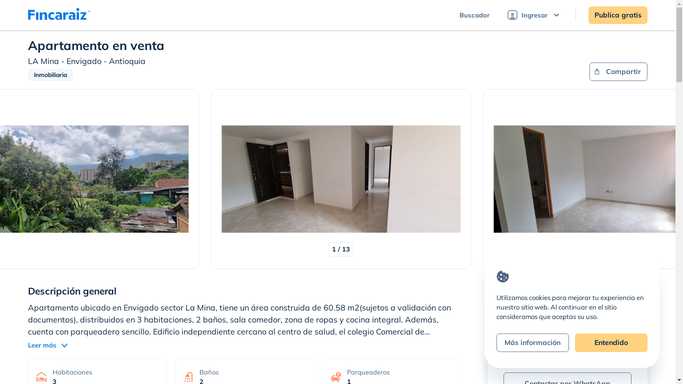 Fincaraíz
Buscador
Ingresar
Publica gratis
Apartamento en venta
LA Mina - Envigado - Antioquia
Inmobiliaria
Compartir
1 / 13
Descripción general
Apartamento ubicado en Envigado sector La Mina, tiene un área construida de 60.58 m2(sujetos a validación con
documentos), distribuidos en 3 habitaciones, 2 baños, sala comedor, zona de ropas y cocina integral. Además,
cuenta con parqueadero sencillo. Edificio independiente cercano al centro de salud, el colegio Comercial de...
Leer más
Habitaciones
3
Baños
2
Parqueaderos
1
Utilizamos cookies para mejorar tu experiencia en
nuestro sitio web. Al continuar en el sitio
consideramos que aceptas su uso.
Más información
Entendido
Contactar por WhatsApp